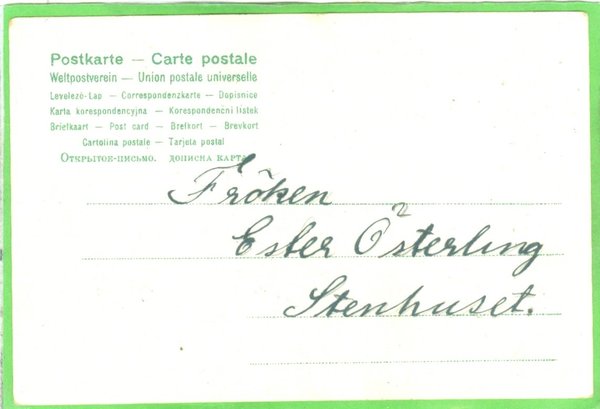 Postkarte — Carte postale
Weltpostverein — Union postale universelle
Levelező-Lap — Correspondenzkarte — Dopisnice
Karta korespondencyjna — Korespondenční lístek
Briefkaart — Post card — Brefkort — Brevkort
Cartolina postale — Tarjeta postal
Открытое-письмо. дописна карта
Fröken
Ester Österling
Stenhuset.